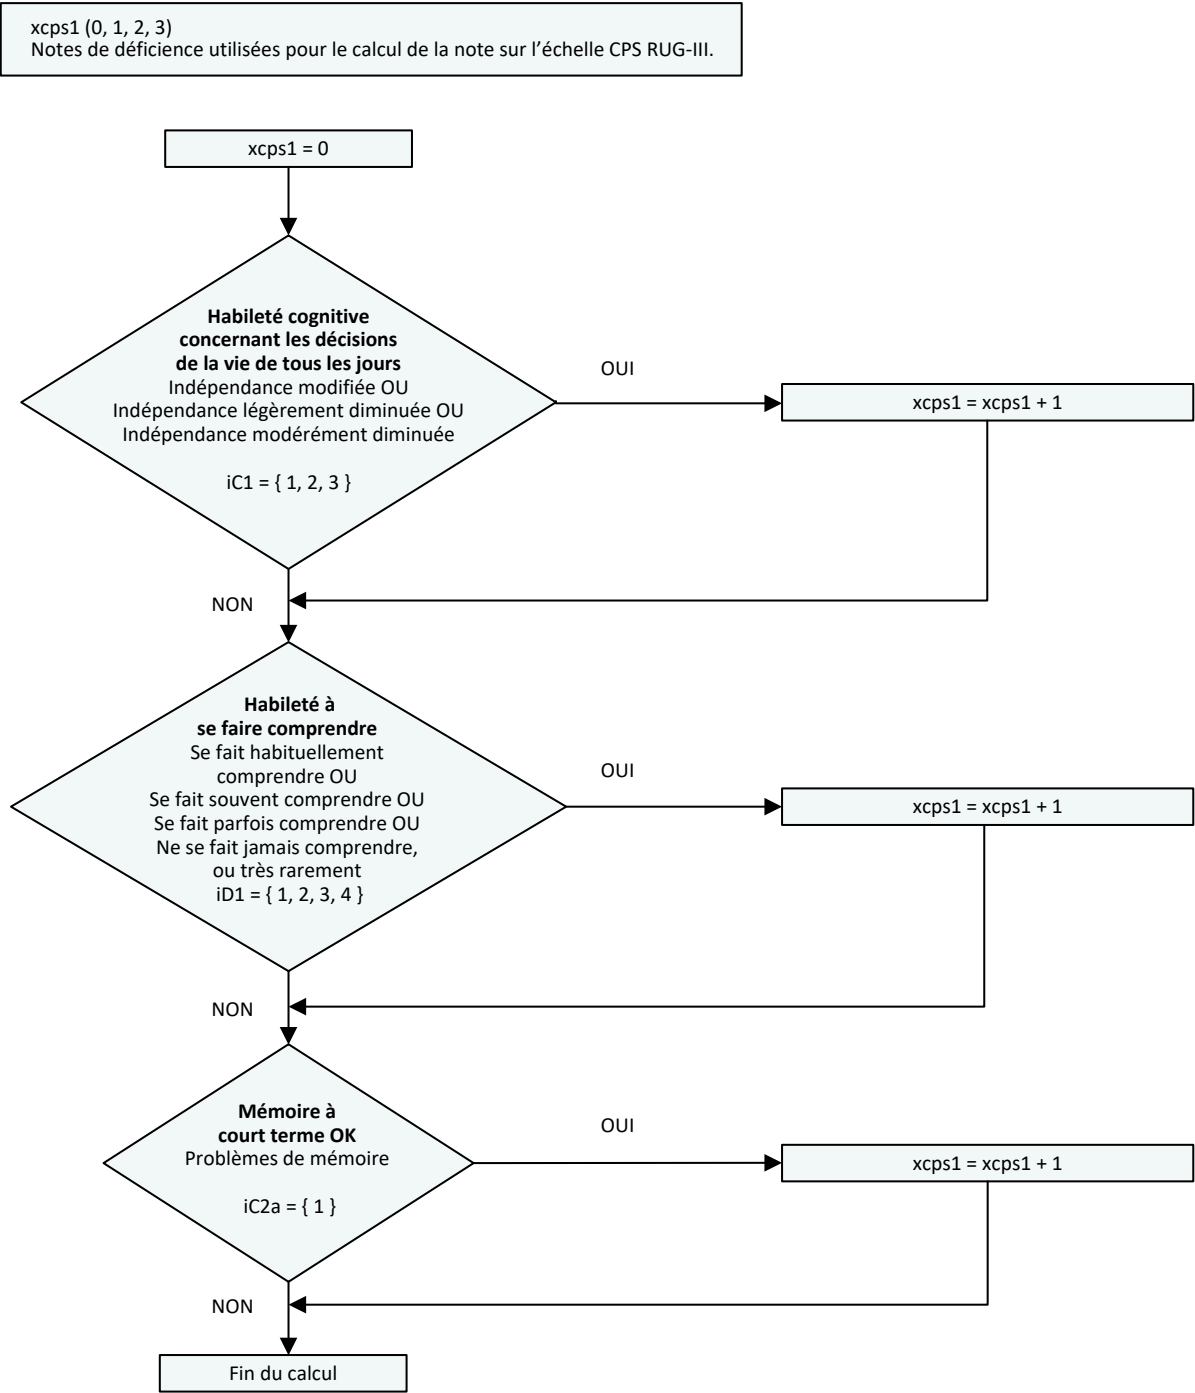 xcps1 (0, 1, 2, 3)
Notes de déficience utilisées pour le calcul de la note sur l’échelle CPS RUG-III.
xcps1 = 0
Habileté cognitive
concernant les décisions
de la vie de tous les jours
Indépendance modifiée OU
Indépendance légèrement diminuée OU
Indépendance modérément diminuée
iC1 = { 1, 2, 3 }
OUI
xcps1 = xcps1 + 1
NON
Habileté à
se faire comprendre
Se fait habituellement
comprendre OU
Se fait souvent comprendre OU
Se fait parfois comprendre OU
Ne se fait jamais comprendre,
ou très rarement
iD1 = { 1, 2, 3, 4 }
OUI
xcps1 = xcps1 + 1
NON
Mémoire à
court terme OK
Problèmes de mémoire
iC2a = { 1 }
OUI
xcps1 = xcps1 + 1
NON
Fin du calcul